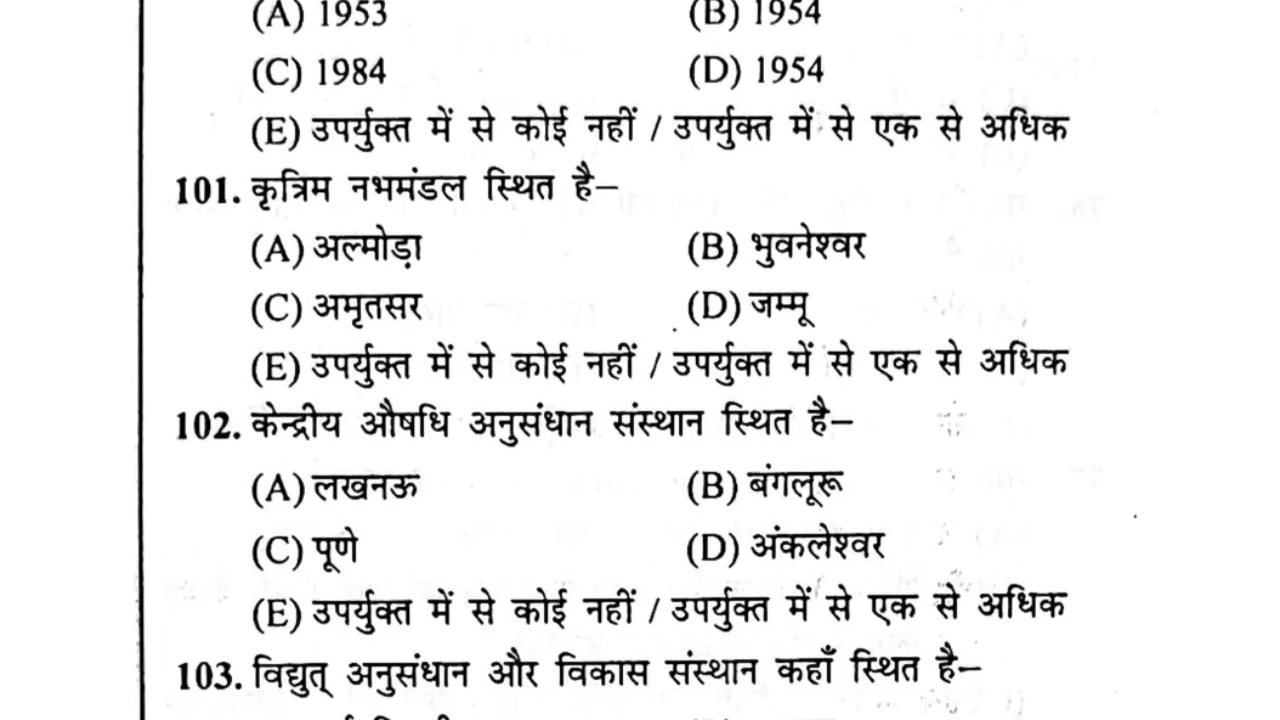 (A) 1953 (B) 1954
(C) 1984 (D) 1954
(E) उपर्युक्त में से कोई नहीं / उपर्युक्त में से एक से अधिक
101. कृत्रिम नभमंडल स्थित है–
(A) अल्मोड़ा (B) भुवनेश्वर
(C) अमृतसर (D) जम्मू
(E) उपर्युक्त में से कोई नहीं / उपर्युक्त में से एक से अधिक
102. केन्द्रीय औषधि अनुसंधान संस्थान स्थित है–
(A) लखनऊ (B) बंगलूरू
(C) पूणे (D) अंकलेश्वर
(E) उपर्युक्त में से कोई नहीं / उपर्युक्त में से एक से अधिक
103. विद्युत् अनुसंधान और विकास संस्थान कहाँ स्थित है–